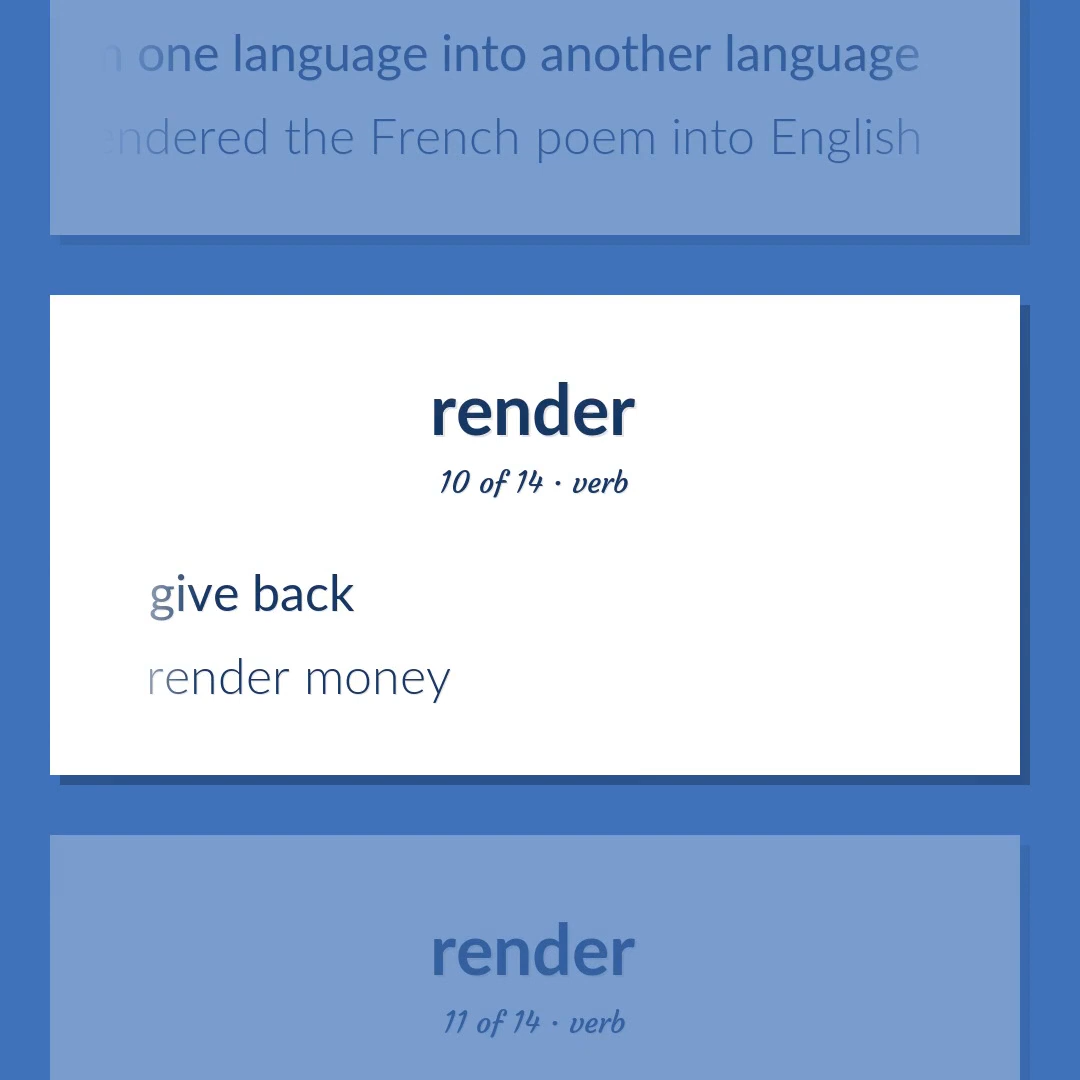 one language into another language
rendered the French poem into English
render
10 of 14 · verb
give back
render money
render
11 of 14 · verb